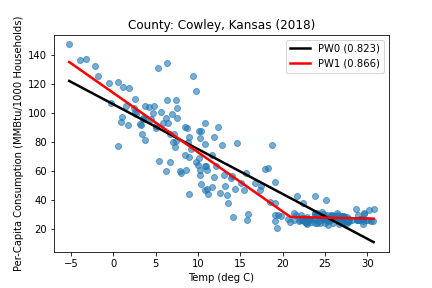 County: Cowley, Kansas (2018)
PW0 (0.823)
PW1 (0.866)
Per-Capita Consumption (MMBtu/1000 Households)
140
120
100
80
60
40
20
−5 0 5 10 15 20 25 30
Temp (deg C)